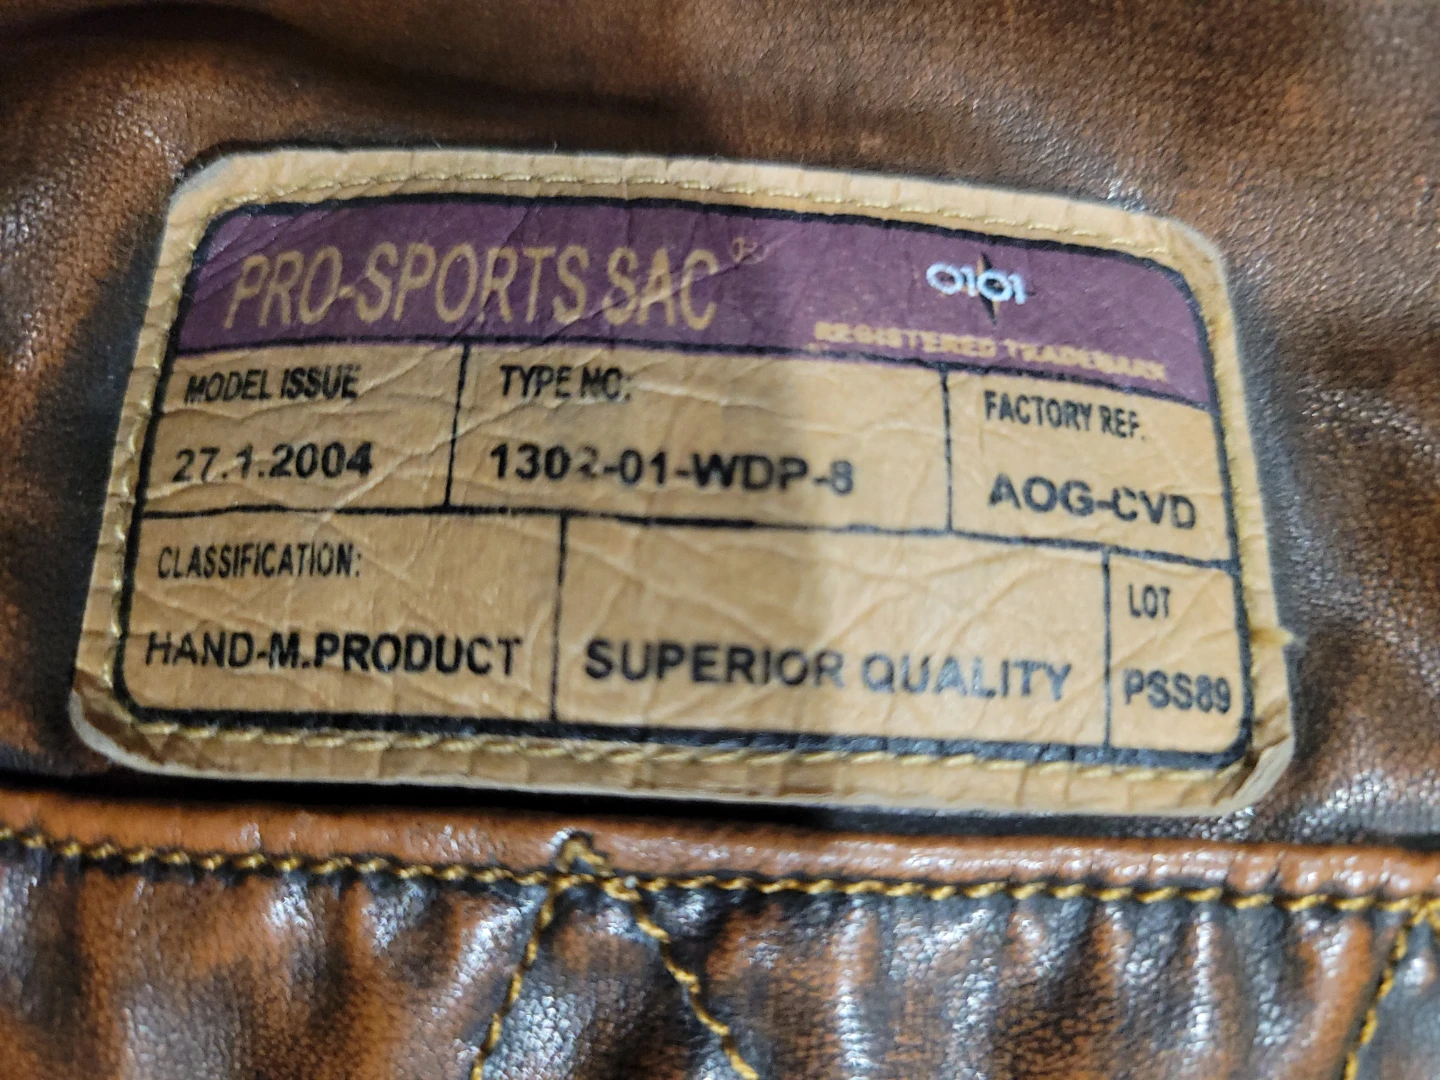 PRO-SPORTS SAC®
0101
REGISTERED TRADEMARK
MODEL ISSUE
27.1.2004
TYPE NO:
1302-01-WDP-8
FACTORY REF.
AOG-CVD
CLASSIFICATION:
HAND-M.PRODUCT
SUPERIOR QUALITY
LOT
PSS89